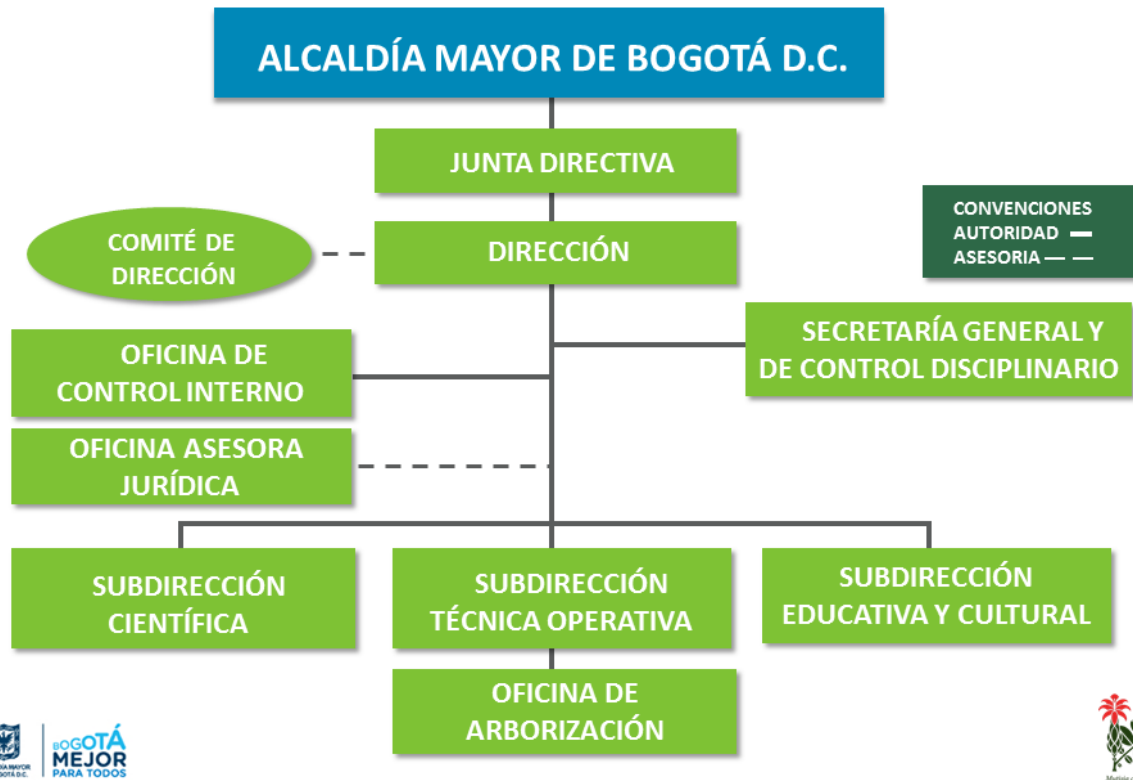 ALCALDÍA MAYOR DE BOGOTÁ D.C.
JUNTA DIRECTIVA
COMITÉ DE
DIRECCIÓN
DIRECCIÓN
CONVENCIONES
AUTORIDAD
ASESORIA
OFICINA DE
CONTROL INTERNO
SECRETARÍA GENERAL Y
DE CONTROL DISCIPLINARIO
OFICINA ASESORA
JURÍDICA
SUBDIRECCIÓN
CIENTÍFICA
SUBDIRECCIÓN
TÉCNICA OPERATIVA
SUBDIRECCIÓN
EDUCATIVA Y CULTURAL
OFICINA DE
ARBORIZACIÓN
BOGOTÁ
MEJOR
PARA TODOS